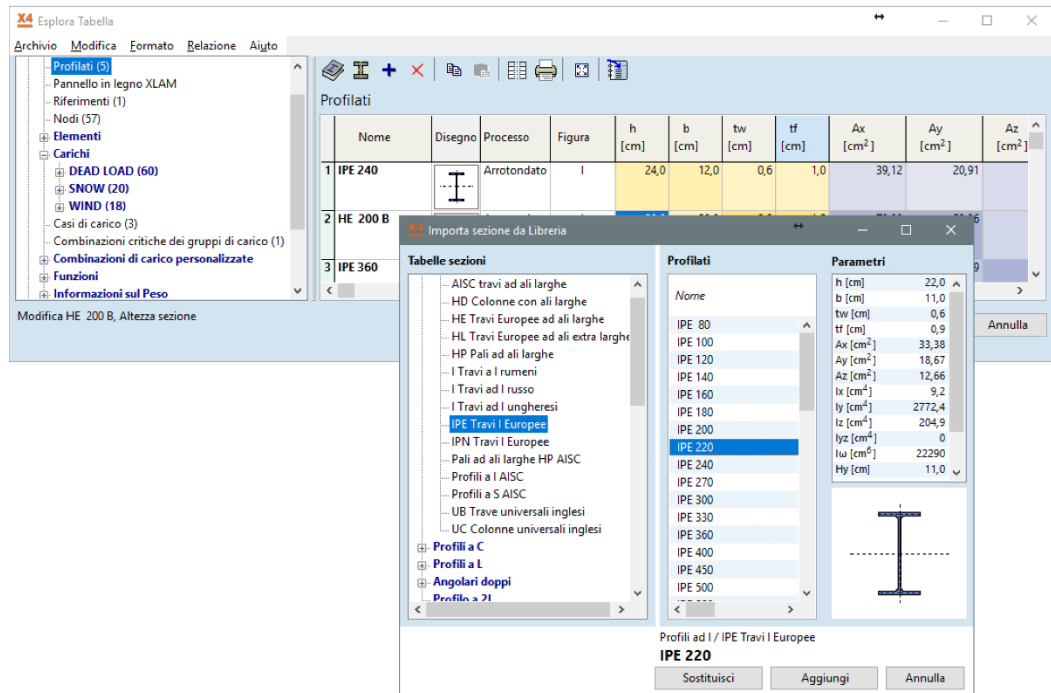 X4 Esplora Tabella
Archivio Modifica Formato Relazione Aiuto
Profilati (5)
Pannello in legno XLAM
Riferimenti (1)
Nodi (57)
Elementi
Carichi
DEAD LOAD (60)
SNOW (20)
WIND (18)
Casi di carico (3)
Combinazioni critiche dei gruppi di carico (1)
Combinazioni di carico personalizzate
Funzioni
Informazioni sul Peso
Modifica HE 200 B, Altezza sezione
Profilati
Nome Disegno Processo Figura h [cm] b [cm] tw [cm] tf [cm] Ax [cm²] Ay [cm²] Az [cm²]
1 IPE 240 Arrotondato I 24,0 12,0 0,6 1,0 39,12 20,91
2 HE 200 B
3 IPE 360
Annulla
X4 Importa sezione da Libreria
Tabelle sezioni
AISC travi ad ali larghe
HD Colonne con ali larghe
HE Travi Europee ad ali larghe
HL Travi Europee ad ali extra larghe
HP Pali ad ali larghe
I Travi a I rumeni
I Travi ad I russo
I Travi ad I ungheresi
IPE Travi I Europee
IPN Travi I Europee
Pali ad ali larghe HP AISC
Profili a I AISC
Profili a S AISC
UB Trave universali inglesi
UC Colonne universali inglesi
Profili a C
Profili a L
Angolari doppi
Profilo a 2L
Profilati
Nome
IPE 80
IPE 100
IPE 120
IPE 140
IPE 160
IPE 180
IPE 200
IPE 220
IPE 240
IPE 270
IPE 300
IPE 330
IPE 360
IPE 400
IPE 450
IPE 500
Parametri
h [cm] 22,0
b [cm] 11,0
tw [cm] 0,6
tf [cm] 0,9
Ax [cm²] 33,38
Ay [cm²] 18,67
Az [cm²] 12,66
Ix [cm⁴] 9,2
Iy [cm⁴] 2772,4
Iz [cm⁴] 204,9
Iyz [cm⁴] 0
Iω [cm⁶] 22290
Hy [cm] 11,0
Profili ad I / IPE Travi I Europee
IPE 220
Sostituisci Aggiungi Annulla